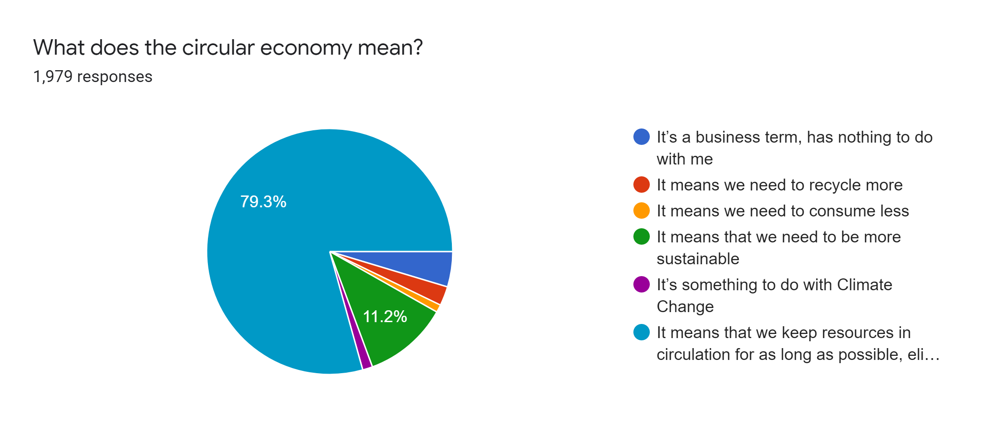 What does the circular economy mean?
1,979 responses
79.3%
11.2%
It’s a business term, has nothing to do
with me
It means we need to recycle more
It means we need to consume less
It means that we need to be more
sustainable
It’s something to do with Climate
Change
It means that we keep resources in
circulation for as long as possible, eli…